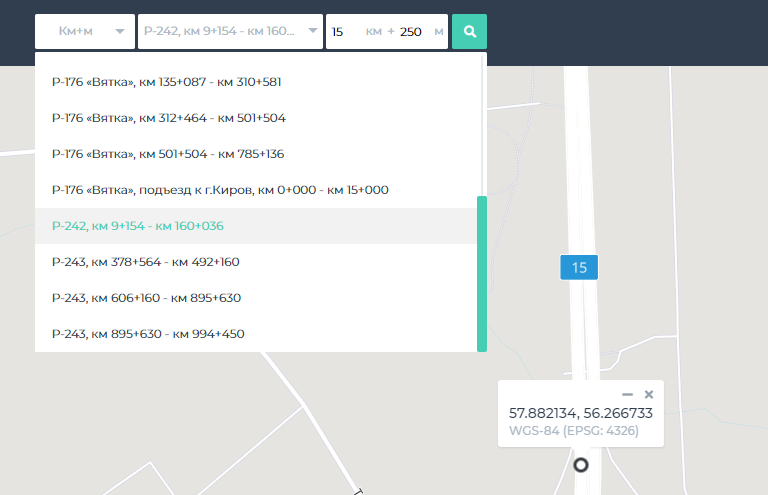 Км+м
Р-242, км 9+154 - км 160...
15 км + 250 м
Р-176 «Вятка», км 135+087 - км 310+581
Р-176 «Вятка», км 312+464 - км 501+504
Р-176 «Вятка», км 501+504 - км 785+136
Р-176 «Вятка», подъезд к г.Киров, км 0+000 - км 15+000
Р-242, км 9+154 - км 160+036
Р-243, км 378+564 - км 492+160
Р-243, км 606+160 - км 895+630
Р-243, км 895+630 - км 994+450
15
57.882134, 56.266733
WGS-84 (EPSG: 4326)